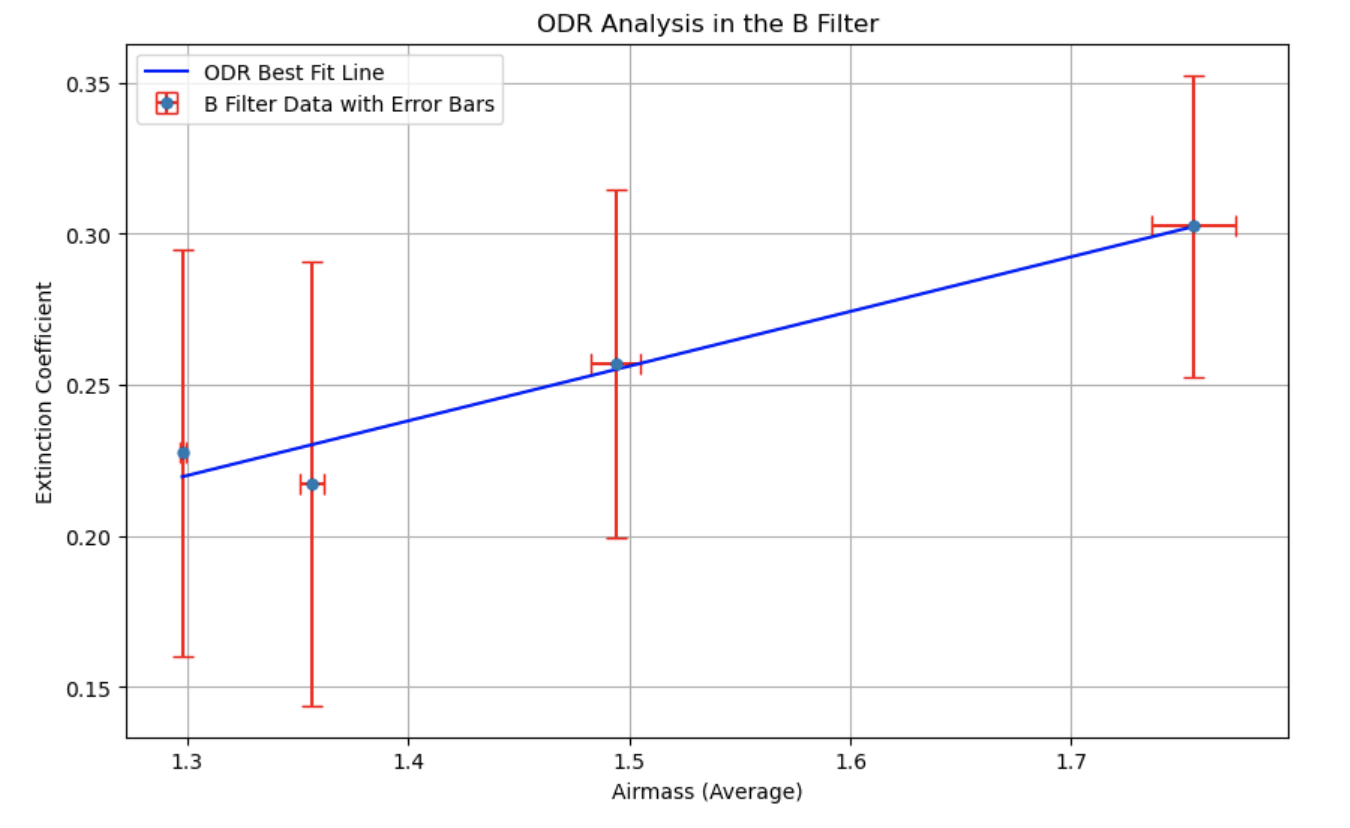 ODR Analysis in the B Filter
ODR Best Fit Line
B Filter Data with Error Bars
0.35
0.30
0.25
0.20
0.15
Extinction Coefficient
1.3 1.4 1.5 1.6 1.7
Airmass (Average)